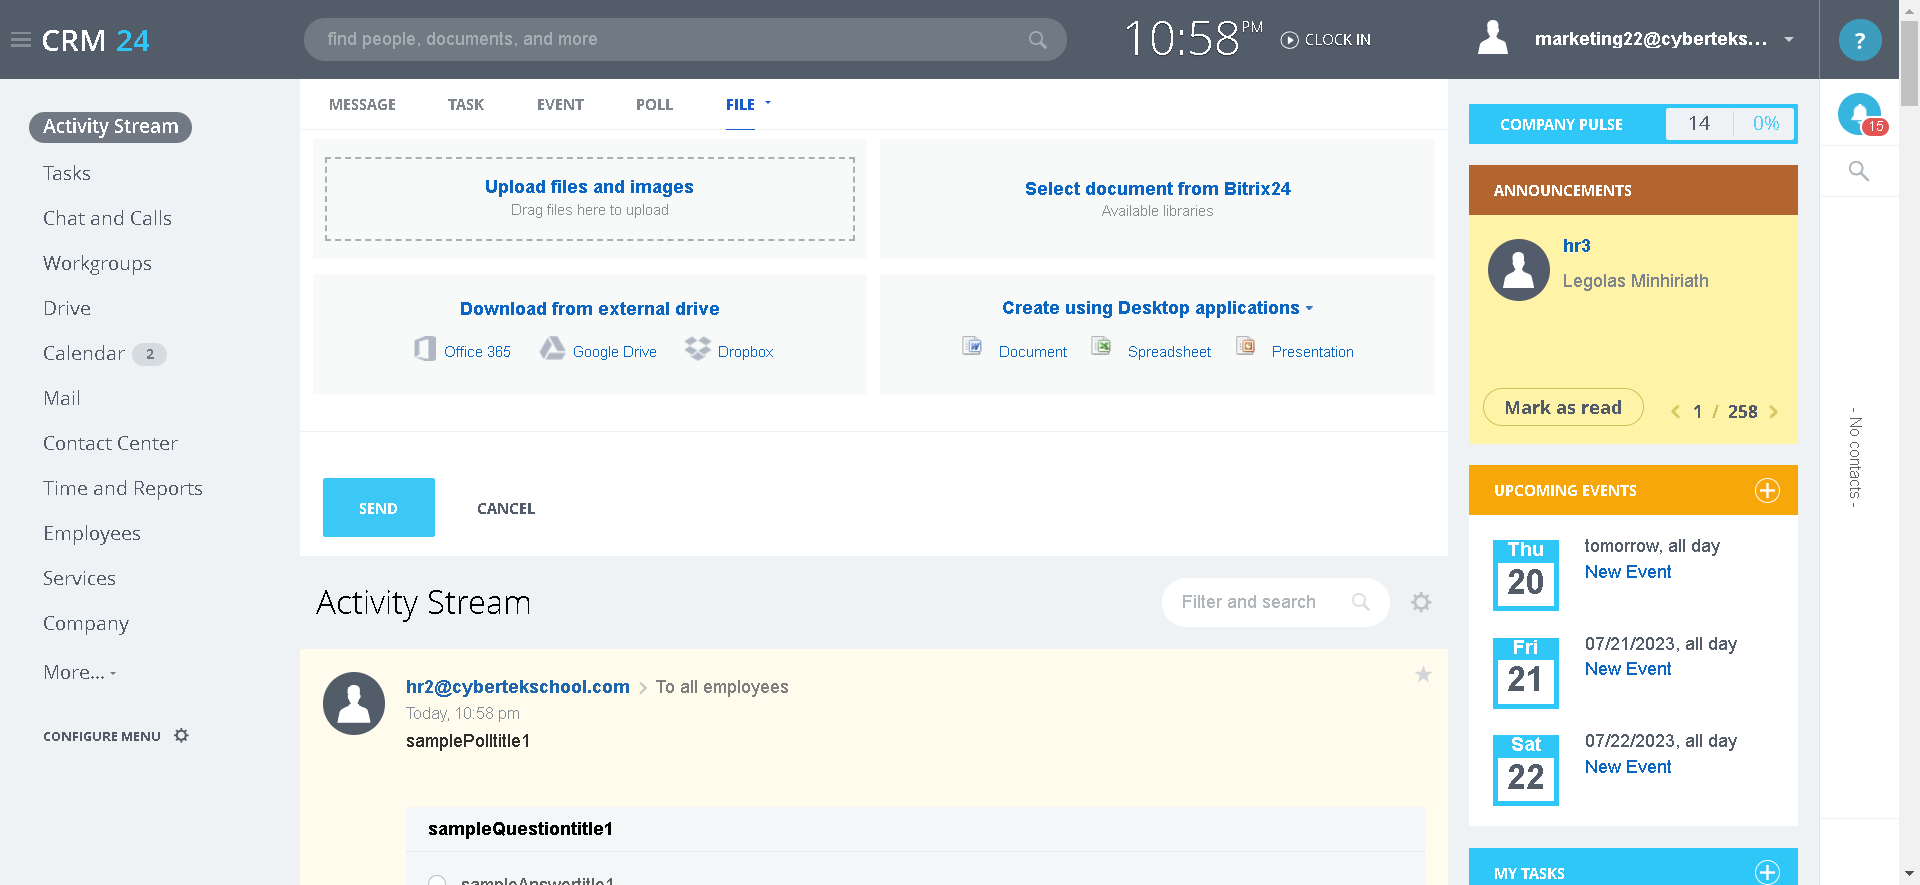 CRM 24
find people, documents, and more
10:58 PM
CLOCK IN
marketing22@cyberteks...
?
Activity Stream
Tasks
Chat and Calls
Workgroups
Drive
Calendar 2
Mail
Contact Center
Time and Reports
Employees
Services
Company
More...
CONFIGURE MENU
MESSAGE TASK EVENT POLL FILE
Upload files and images
Drag files here to upload
Select document from Bitrix24
Available libraries
Download from external drive
Office 365 Google Drive Dropbox
Create using Desktop applications
Document Spreadsheet Presentation
SEND CANCEL
Activity Stream
Filter and search
hr2@cybertekschool.com To all employees
Today, 10:58 pm
samplePolltitle1
sampleQuestiontitle1
sampleAnswertitle1
COMPANY PULSE 14 0%
ANNOUNCEMENTS
hr3
Legolas Minhiriath
Mark as read
1 / 258
UPCOMING EVENTS
Thu
20
tomorrow, all day
New Event
Fri
21
07/21/2023, all day
New Event
Sat
22
07/22/2023, all day
New Event
MY TASKS
15
- No contacts -